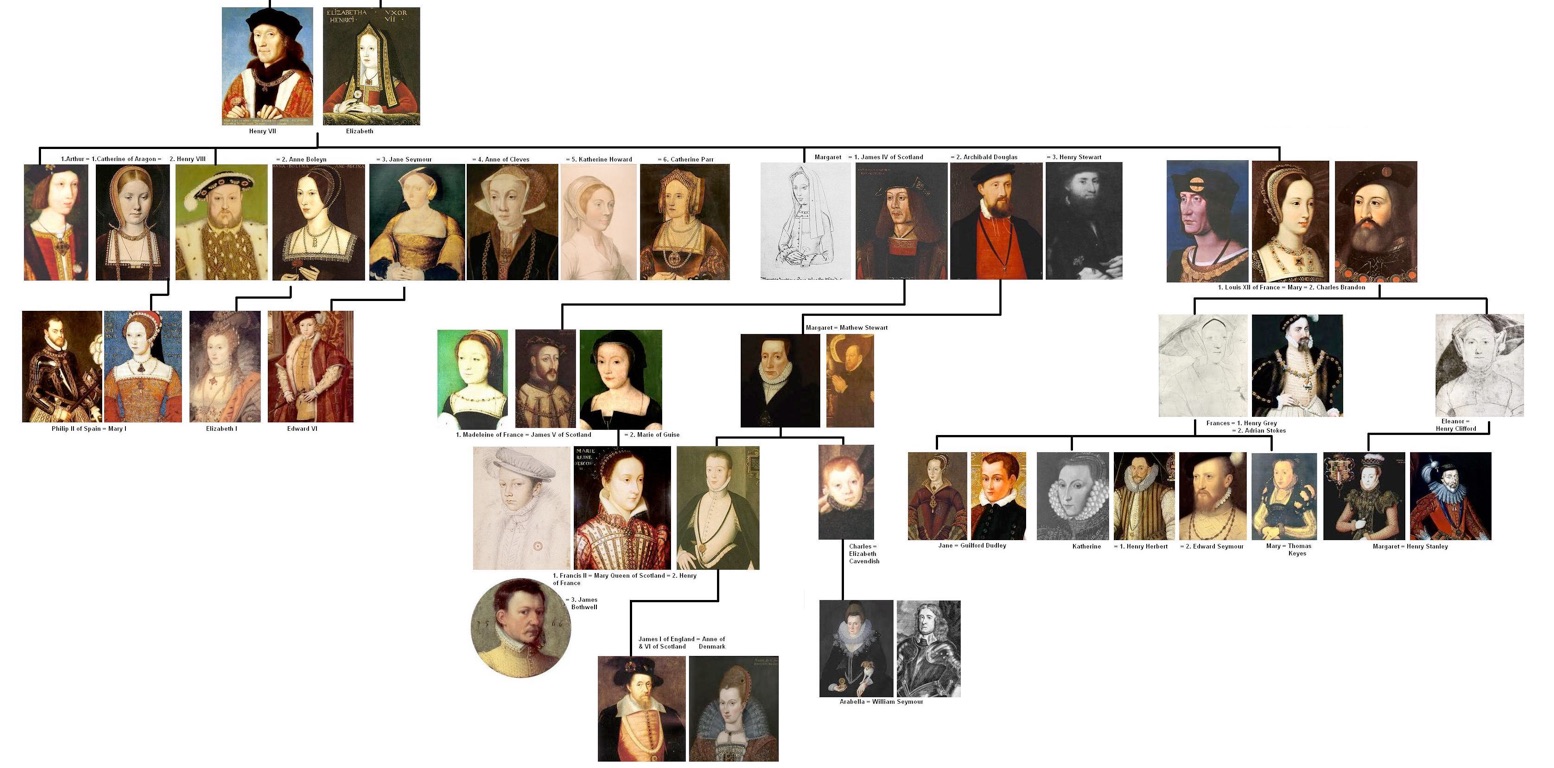 ELIZABETHA VXOR
HENRICI VII
Henry VII
Elizabeth
1.Arthur = 1.Catherine of Aragon = 2. Henry VIII
= 2. Anne Boleyn
= 3. Jane Seymour
= 4. Anne of Cleves
= 5. Katherine Howard
= 6. Catherine Parr
Margaret = 1. James IV of Scotland
= 2. Archibald Douglas
= 3. Henry Stewart
1. Louis XII of France = Mary = 2. Charles Brandon
Margaret = Mathew Stewart
Philip II of Spain = Mary I
Elizabeth I
Edward VI
1. Madeleine of France = James V of Scotland
= 2. Marie of Guise
Frances = 1. Henry Grey
= 2. Adrian Stokes
Eleanor =
Henry Clifford
MARIE
REINE
Jane = Guilford Dudley
Katherine
= 1. Henry Herbert
= 2. Edward Seymour
Mary = Thomas
Keyes
Margaret = Henry Stanley
Charles =
Elizabeth
Cavendish
1. Francis II = Mary Queen of Scotland = 2. Henry
of France
= 3. James
Bothwell
James I of England = Anne of
& VI of Scotland Denmark
Arabella = William Seymour